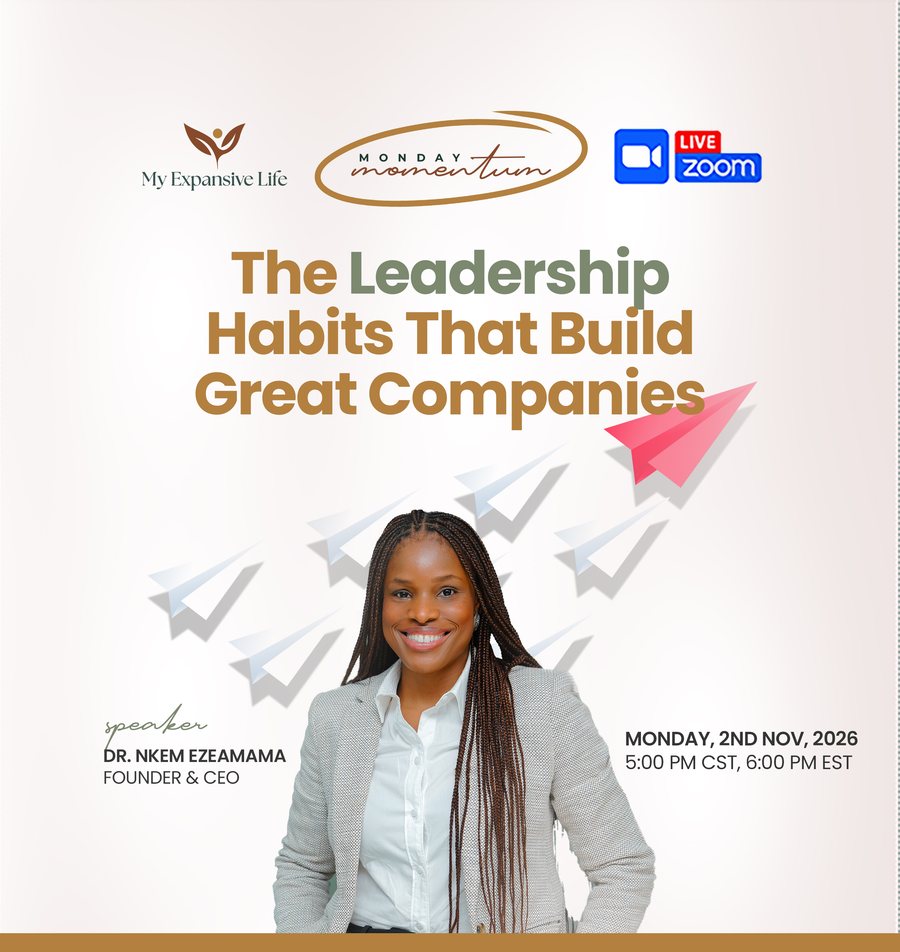 My Expansive Life
MONDAY
momentum
LIVE
zoom
The Leadership
Habits That Build
Great Companies
speaker
DR. NKEM EZEAMAMA
FOUNDER & CEO
MONDAY, 2ND NOV, 2026
5:00 PM CST, 6:00 PM EST